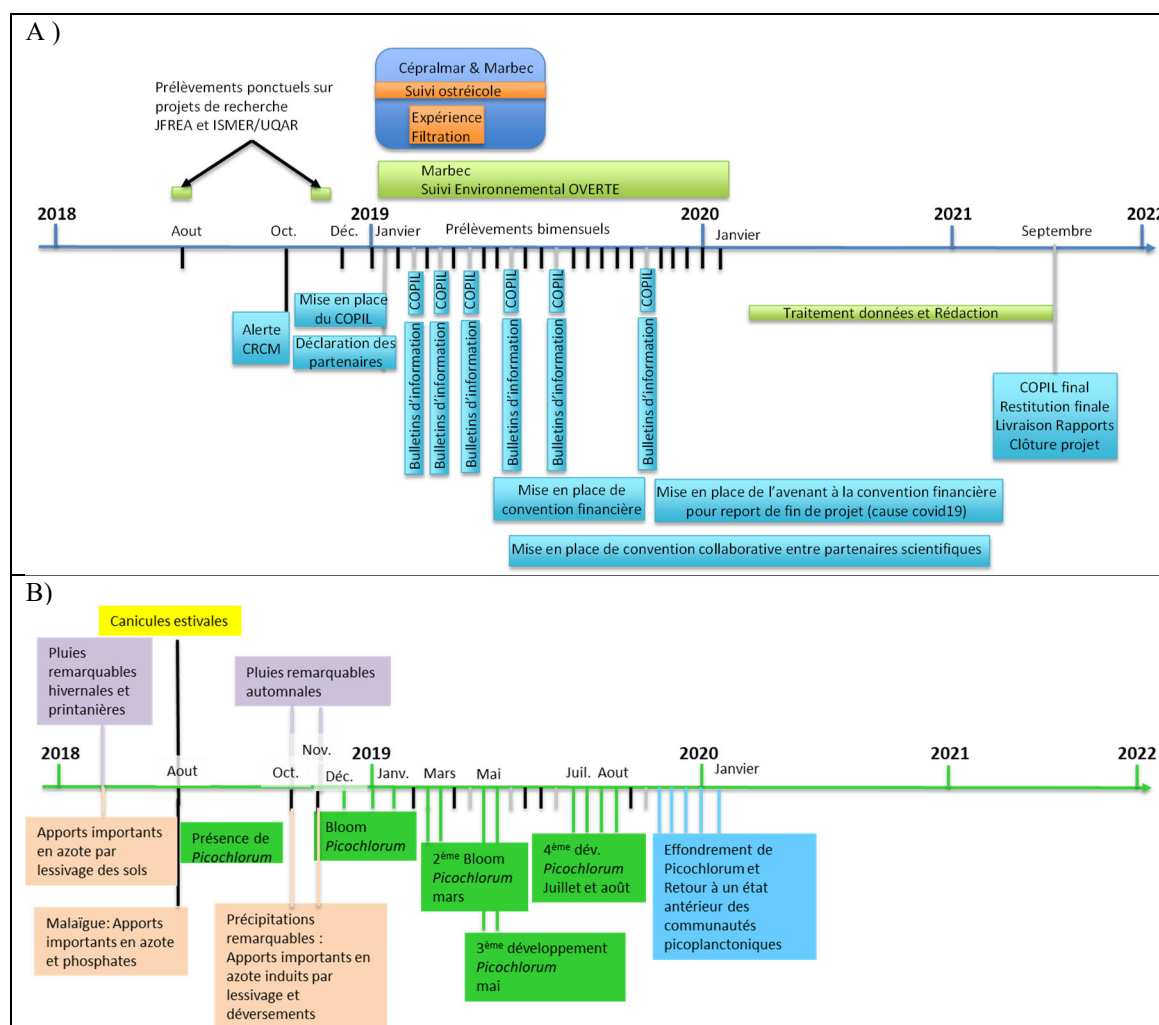 A )
Cépralmar & Marbec
Suivi ostréicole
Expérience
Filtration
Prélèvements ponctuels sur
projets de recherche
JFREA et ISMER/UQAR
Marbec
Suivi Environnemental OVERTE
2018
2019
2020
2021
2022
Aout
Oct.
Déc.
Janvier
Prélèvements bimensuels
Janvier
Septembre
Alerte
CRCM
Mise en place
du COPIL
Déclaration des
partenaires
COPIL
COPIL
COPIL
COPIL
COPIL
COPIL
Bulletins d’information
Bulletins d’information
Bulletins d’information
Bulletins d’information
Bulletins d’information
Bulletins d’information
Traitement données et Rédaction
COPIL final
Restitution finale
Livraison Rapports
Clôture projet
Mise en place de
convention financière
Mise en place de l’avenant à la convention financière
pour report de fin de projet (cause covid19)
Mise en place de convention collaborative entre partenaires scientifiques
B)
Canicules estivales
Pluies
remarquables
hivernales et
printanières
Pluies remarquables
automnales
2018
2019
2020
2021
2022
Aout
Oct.
Nov.
Déc.
Janv.
Mars
Mai
Juil.
Aout
Janvier
Apports importants
en azote par
lessivage des sols
Présence de
Picochlorum
Bloom
Picochlorum
2ème Bloom
Picochlorum
mars
4ème dév.
Picochlorum
Juillet et août
Effondrement de
Picochlorum et
Retour à un état
antérieur des
communautés
picoplanctoniques
Malaïgue: Apports
importants en azote
et phosphates
Précipitations
remarquables :
Apports importants en
azote induits par
lessivage et
déversements
3ème développement
Picochlorum
mai